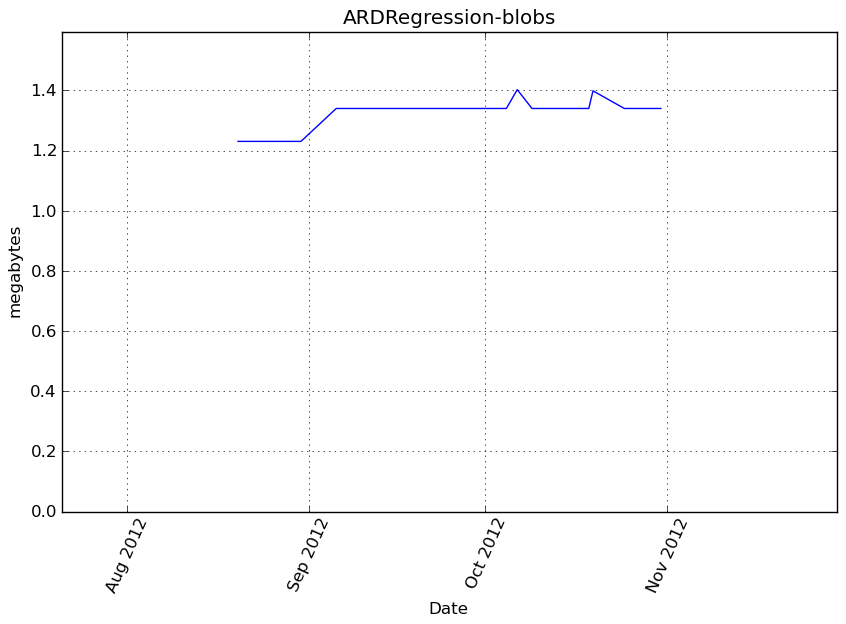 ARDRegression-blobs
megabytes
1.4
1.2
1.0
0.8
0.6
0.4
0.2
0.0
Aug 2012
Sep 2012
Oct 2012
Nov 2012
Date